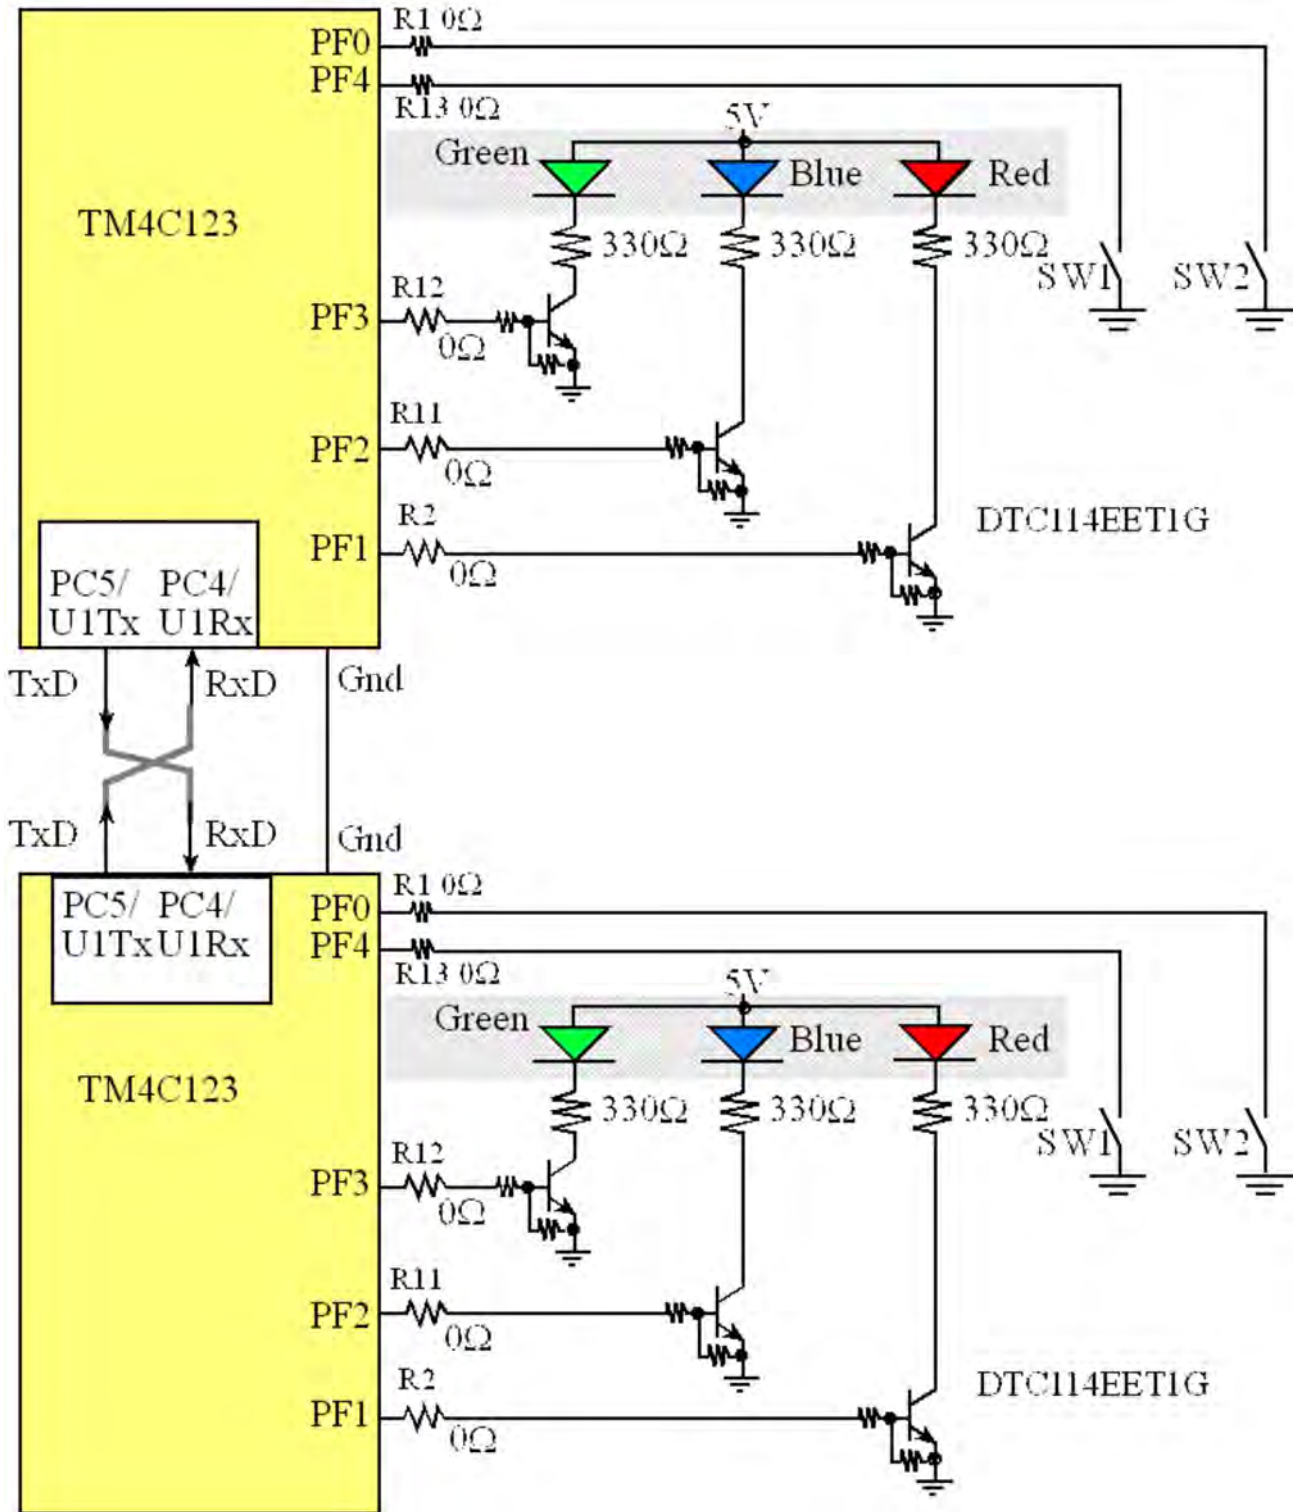 R1 0Ω
PF0
PF4
R13 0Ω
5V
Green
Blue
Red
TM4C123
330Ω
330Ω
330Ω
SW1
SW2
R12
PF3
0Ω
R11
PF2
0Ω
R2
PF1
0Ω
DTC114EET1G
PC5/ PC4/
U1Tx U1Rx
TxD
RxD
Gnd
TxD
RxD
Gnd
PC5/ PC4/
U1Tx U1Rx
R1 0Ω
PF0
PF4
R13 0Ω
5V
Green
Blue
Red
TM4C123
330Ω
330Ω
330Ω
SW1
SW2
R12
PF3
0Ω
R11
PF2
0Ω
R2
PF1
0Ω
DTC114EET1G